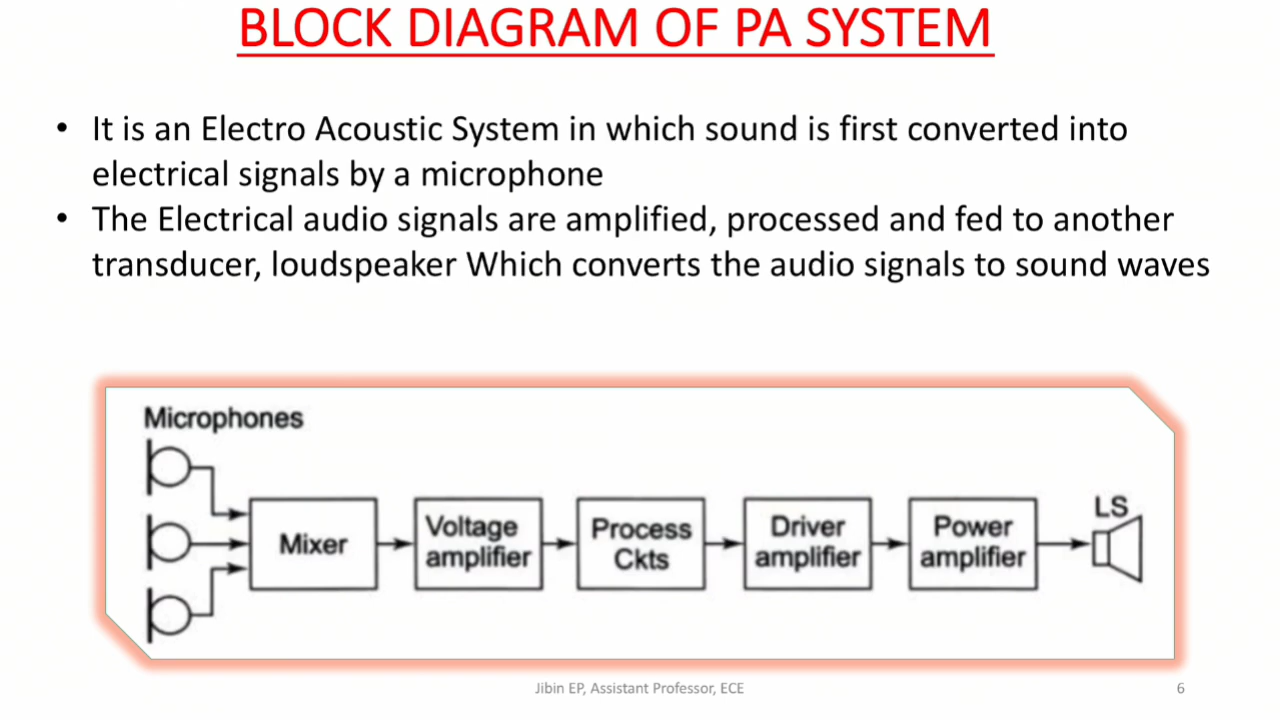 BLOCK DIAGRAM OF PA SYSTEM
• It is an Electro Acoustic System in which sound is first converted into
electrical signals by a microphone
• The Electrical audio signals are amplified, processed and fed to another
transducer, loudspeaker Which converts the audio signals to sound waves
Microphones
Mixer
Voltage
amplifier
Process
Ckts
Driver
amplifier
Power
amplifier
LS
Jibin EP, Assistant Professor, ECE
6